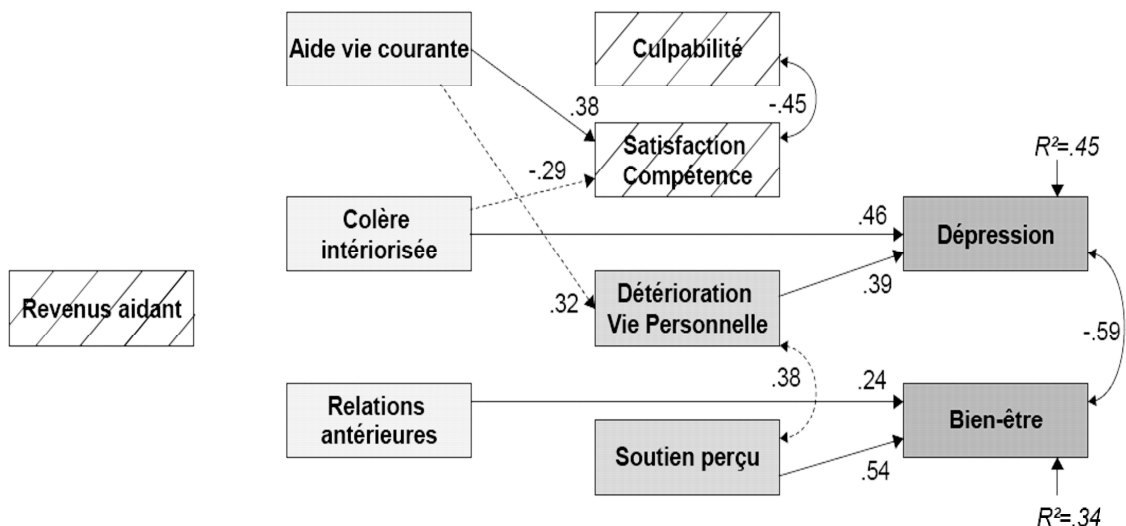 Aide vie courante
Culpabilité
.38
-.45
Satisfaction
Compétence
R²=.45
-.29
Colère
intériorisée
.46
Dépression
Revenus aidant
.32
Détérioration
Vie Personnelle
.39
-.59
.38
.24
Relations
antérieures
Bien-être
Soutien perçu
.54
R²=.34